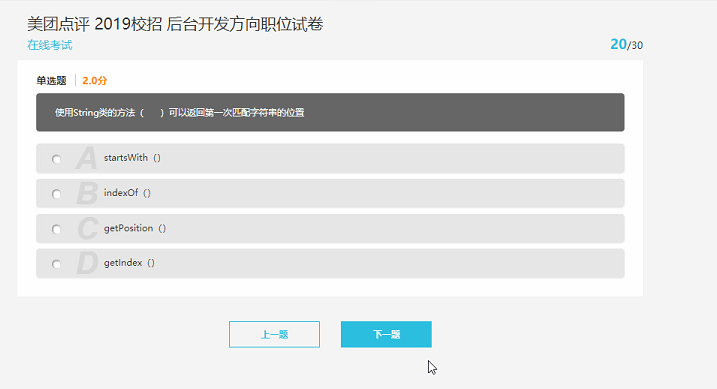 美团点评 2019校招 后台开发方向职位试卷
在线考试
20/30
单选题 2.0分
使用String类的方法（ ）可以返回第一次匹配字符串的位置
A startsWith（）
B indexOf（）
C getPosition（）
D getIndex（）
上一题 下一题